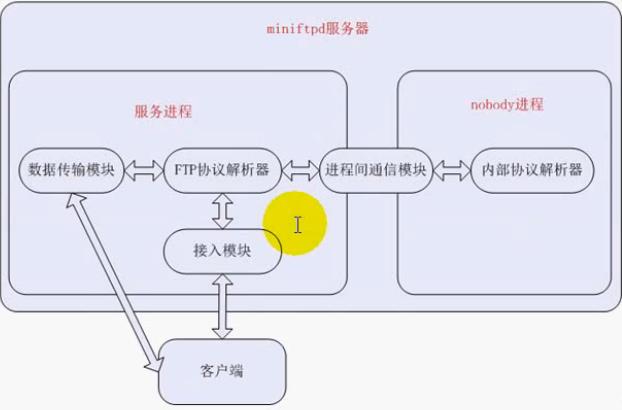 miniftpd服务器
服务进程
nobody进程
数据传输模块
FTP协议解析器
进程间通信模块
内部协议解析器
接入模块
客户端